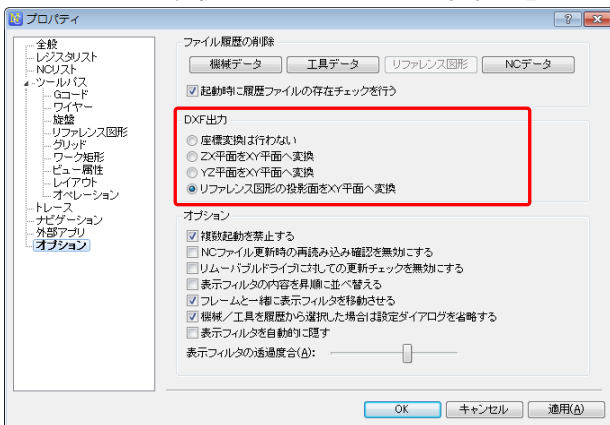 プロパティ
全般
レジスタリスト
NCリスト
ツールパス
Gコード
ワイヤー
旋盤
リファレンス図形
グリッド
ワーク矩形
ビュー属性
レイアウト
オペレーション
トレース
ナビゲーション
外部アプリ
オプション
ファイル履歴の削除
機械データ 工具データ リファレンス図形 NCデータ
起動時に履歴ファイルの存在チェックを行う
DXF出力
座標変換は行わない
ZX平面をXY平面へ変換
YZ平面をXY平面へ変換
リファレンス図形の投影面をXY平面へ変換
オプション
複数起動を禁止する
NCファイル更新時の再読み込み確認を無効にする
リムーバブルドライブに対しての更新チェックを無効にする
表示フィルタの内容を昇順に並べ替える
フレームと一緒に表示フィルタを移動させる
機械/工具を履歴から選択した場合は設定ダイアログを省略する
表示フィルタを自動的に隠す
表示フィルタの透過度合(A):
OK キャンセル 適用(A)